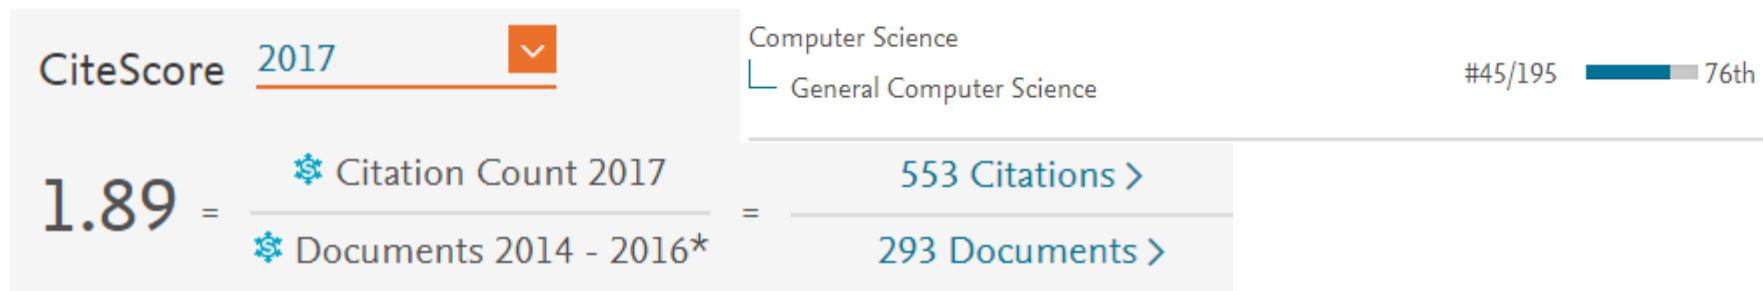 CiteScore 2017
1.89 = Citation Count 2017 = 553 Citations >
Documents 2014 - 2016* 293 Documents >
Computer Science
General Computer Science #45/195 76th